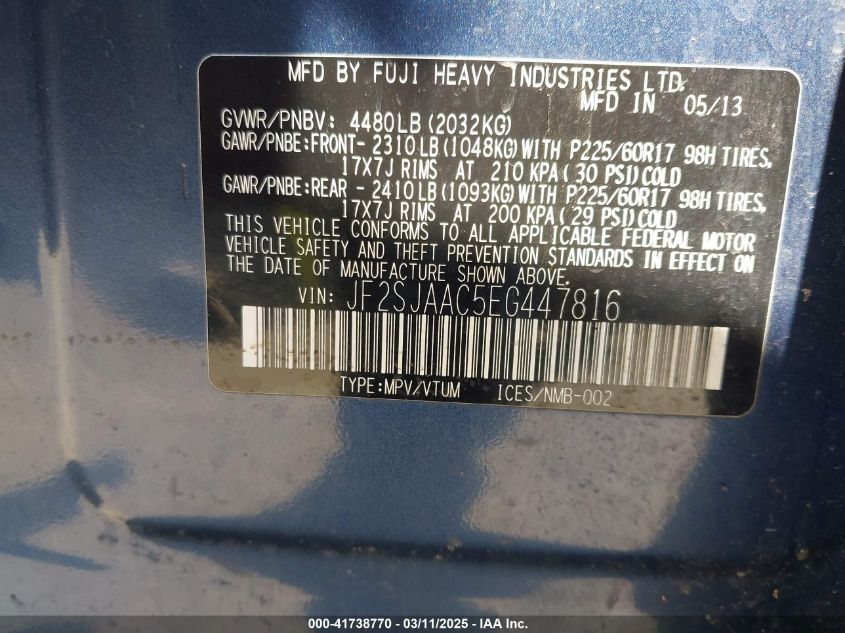 MFD BY FUJI HEAVY INDUSTRIES LTD.
MFD IN 05/13
GVWR/PNBV: 4480LB (2032KG)
GAWR/PNBE:FRONT- 2310LB (1048KG) WITH P225/60R17 98H TIRES,
17X7J RIMS AT 210 KPA ( 30 PSI) COLD
GAWR/PNBE:REAR - 2410LB (1093KG) WITH P225/60R17 98H TIRES,
17X7J RIMS AT 200 KPA ( 29 PSI) COLD
THIS VEHICLE CONFORMS TO ALL APPLICABLE FEDERAL MOTOR
VEHICLE SAFETY AND THEFT PREVENTION STANDARDS IN EFFECT ON
THE DATE OF MANUFACTURE SHOWN ABOVE.
VIN: JF2SJAAC5EG447816
TYPE:MPV/VTUM ICES/NMB-002
000-41738770 - 03/11/2025 - IAA Inc.